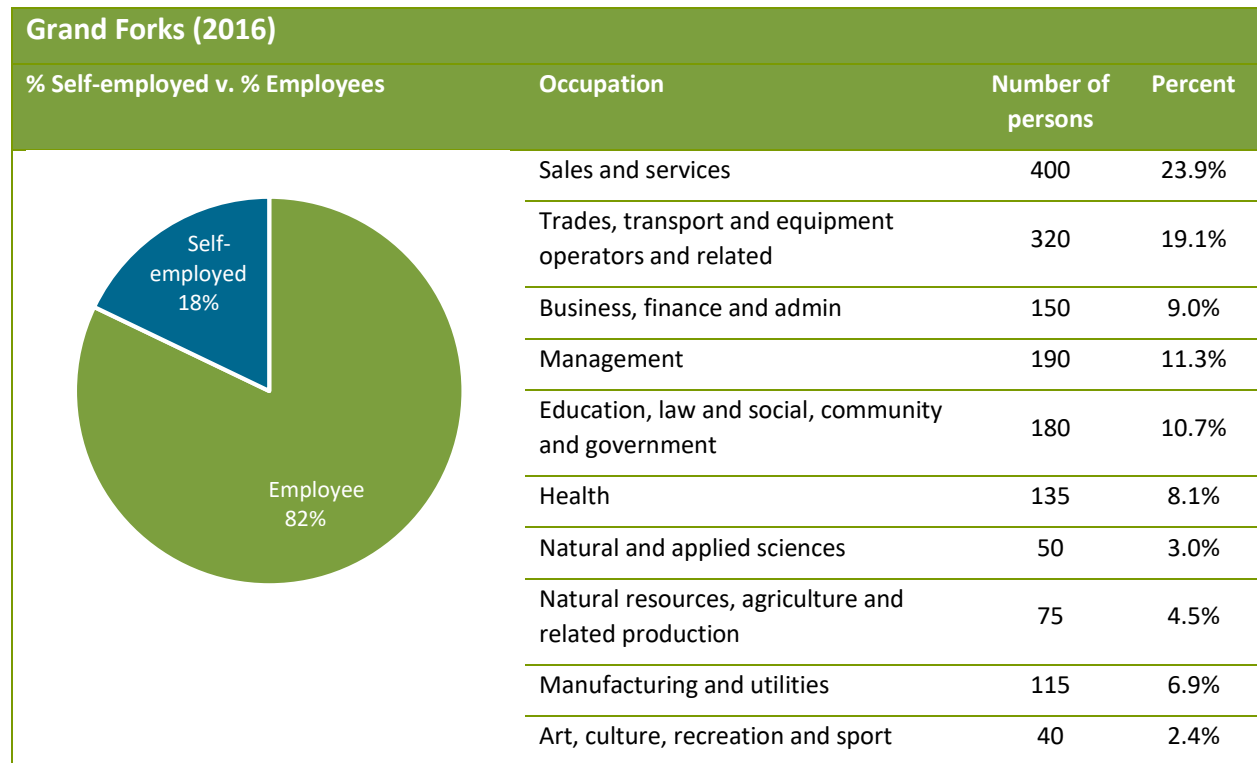 Grand Forks (2016)
% Self-employed v. % Employees
Occupation
Number of
persons
Percent
Self-
employed
18%
Employee
82%
Sales and services 400 23.9%
Trades, transport and equipment
operators and related 320 19.1%
Business, finance and admin 150 9.0%
Management 190 11.3%
Education, law and social, community
and government 180 10.7%
Health 135 8.1%
Natural and applied sciences 50 3.0%
Natural resources, agriculture and
related production 75 4.5%
Manufacturing and utilities 115 6.9%
Art, culture, recreation and sport 40 2.4%